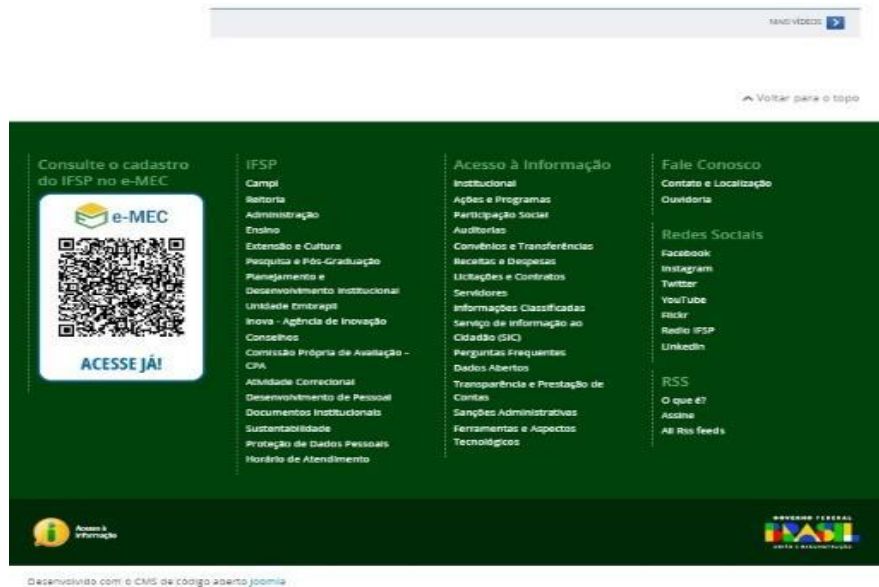 MAIS VÍDEOS
Voltar para o topo
Consulte o cadastro
do IFSP no e-MEC
e-MEC
ACESSE JÁ!
IFSP
Campi
Reitoria
Administração
Ensino
Extensão e Cultura
Pesquisa e Pós-Graduação
Planejamento e
Desenvolvimento Institucional
Unidade Embrapii
Inova - Agência de Inovação
Conselhos
Comissão Própria de Avaliação –
CPA
Atividade Correcional
Desenvolvimento de Pessoal
Documentos Institucionais
Sustentabilidade
Proteção de Dados Pessoais
Horário de Atendimento
Acesso à Informação
Institucional
Ações e Programas
Participação Social
Auditorias
Convênios e Transferências
Receitas e Despesas
Licitações e Contratos
Servidores
Informações Classificadas
Serviço de Informação ao
Cidadão (SIC)
Perguntas Frequentes
Dados Abertos
Transparência e Prestação de
Contas
Sanções Administrativas
Ferramentas e Aspectos
Tecnológicos
Fale Conosco
Contato e Localização
Ouvidoria
Redes Sociais
Facebook
Instagram
Twitter
YouTube
Flickr
Radio IFSP
LinkedIn
RSS
O que é?
Assine
All Rss feeds
Acesso à
Informação
GOVERNO FEDERAL
BRASIL
UNIÃO E RECONSTRUÇÃO
Desenvolvido com o CMS de código aberto Joomla